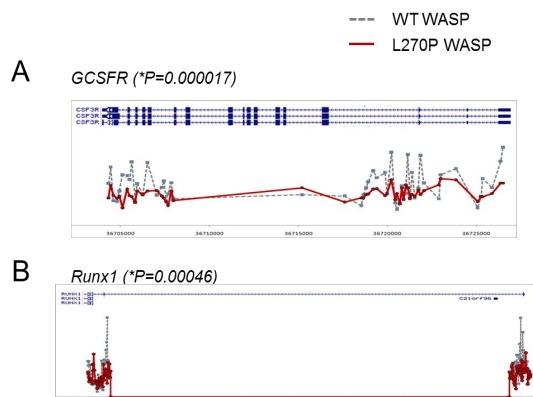 WT WASP
L270P WASP
A
GCSFR (*P=0.000017)
CSF3R
CSF3R
CSF3R
36705000 36710000 36715000 36720000 36725000
B
Runx1 (*P=0.00046)
RUNX1
RUNX1
RUNX1
C21orf96